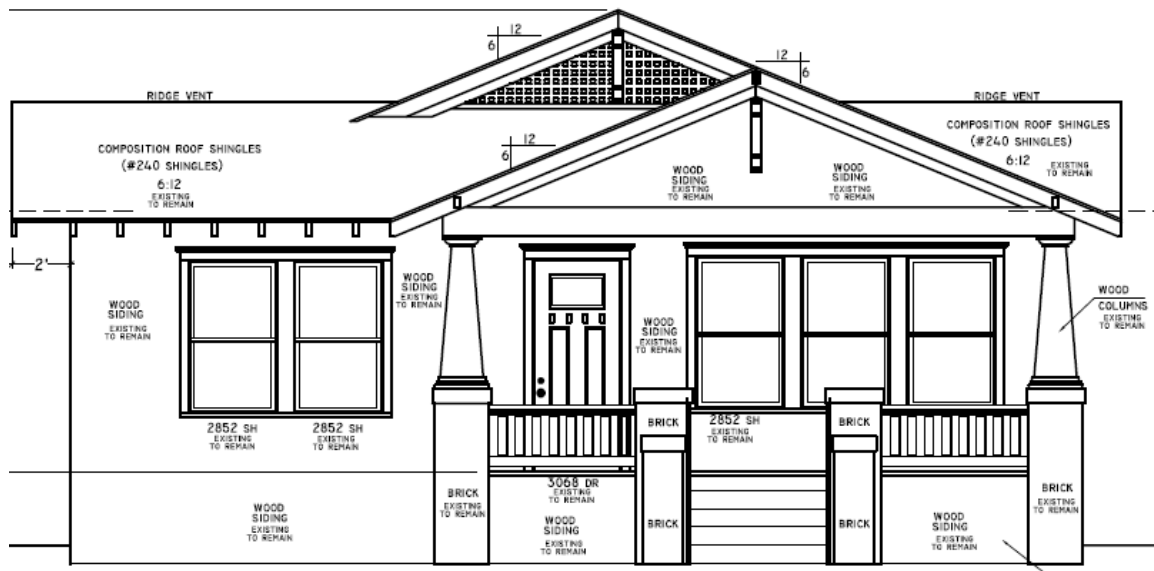 12
6
12
6
RIDGE VENT
RIDGE VENT
COMPOSITION ROOF SHINGLES
(#240 SHINGLES)
6:12
EXISTING
TO REMAIN
12
6
COMPOSITION ROOF SHINGLES
(#240 SHINGLES)
6:12
EXISTING
TO REMAIN
WOOD
SIDING
EXISTING
TO REMAIN
WOOD
SIDING
EXISTING
TO REMAIN
2'
WOOD
SIDING
EXISTING
TO REMAIN
WOOD
SIDING
EXISTING
TO REMAIN
WOOD
SIDING
EXISTING
TO REMAIN
WOOD
COLUMNS
EXISTING
TO REMAIN
2852 SH
EXISTING
TO REMAIN
2852 SH
EXISTING
TO REMAIN
BRICK
2852 SH
EXISTING
TO REMAIN
BRICK
3068 DR
EXISTING
TO REMAIN
BRICK
EXISTING
TO REMAIN
BRICK
EXISTING
TO REMAIN
WOOD
SIDING
EXISTING
TO REMAIN
WOOD
SIDING
EXISTING
TO REMAIN
BRICK
BRICK
WOOD
SIDING
EXISTING
TO REMAIN